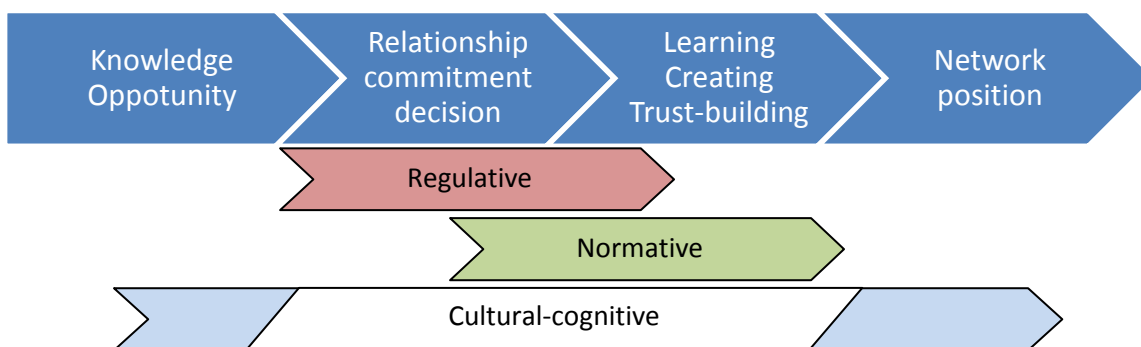 Knowledge
Oppotunity
Relationship
commitment
decision
Learning
Creating
Trust-building
Network
position
Regulative
Normative
Cultural-cognitive